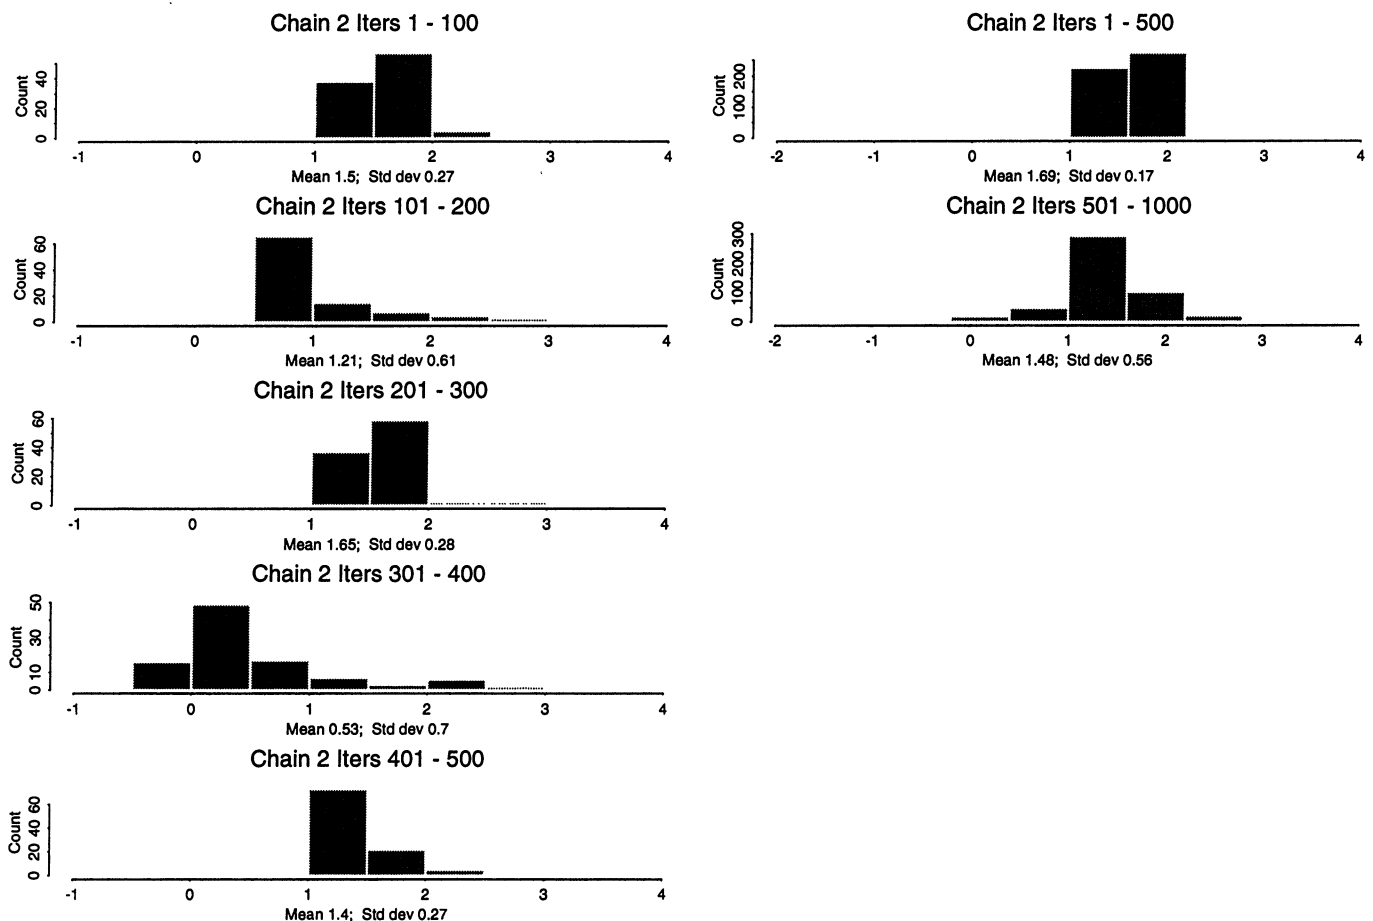 Chain 2 Iters 1 - 100
Count
0 20 40
-1 0 1 2 3 4
Mean 1.5; Std dev 0.27
Chain 2 Iters 101 - 200
Count
0 20 40 60
-1 0 1 2 3 4
Mean 1.21; Std dev 0.61
Chain 2 Iters 201 - 300
Count
0 20 40 60
-1 0 1 2 3 4
Mean 1.65; Std dev 0.28
Chain 2 Iters 301 - 400
Count
0 10 30 50
-1 0 1 2 3 4
Mean 0.53; Std dev 0.7
Chain 2 Iters 401 - 500
Count
0 20 40 60
-1 0 1 2 3 4
Mean 1.4; Std dev 0.27
Chain 2 Iters 1 - 500
Count
0 100 200
-2 -1 0 1 2 3 4
Mean 1.69; Std dev 0.17
Chain 2 Iters 501 - 1000
Count
0 100 200 300
-2 -1 0 1 2 3 4
Mean 1.48; Std dev 0.56